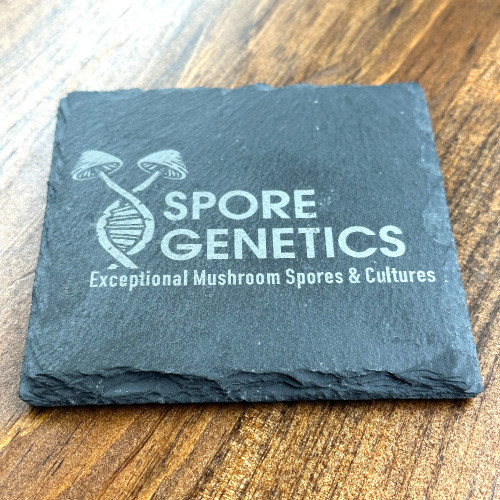 SPORE
GENETICS
Exceptional Mushroom Spores & Cultures